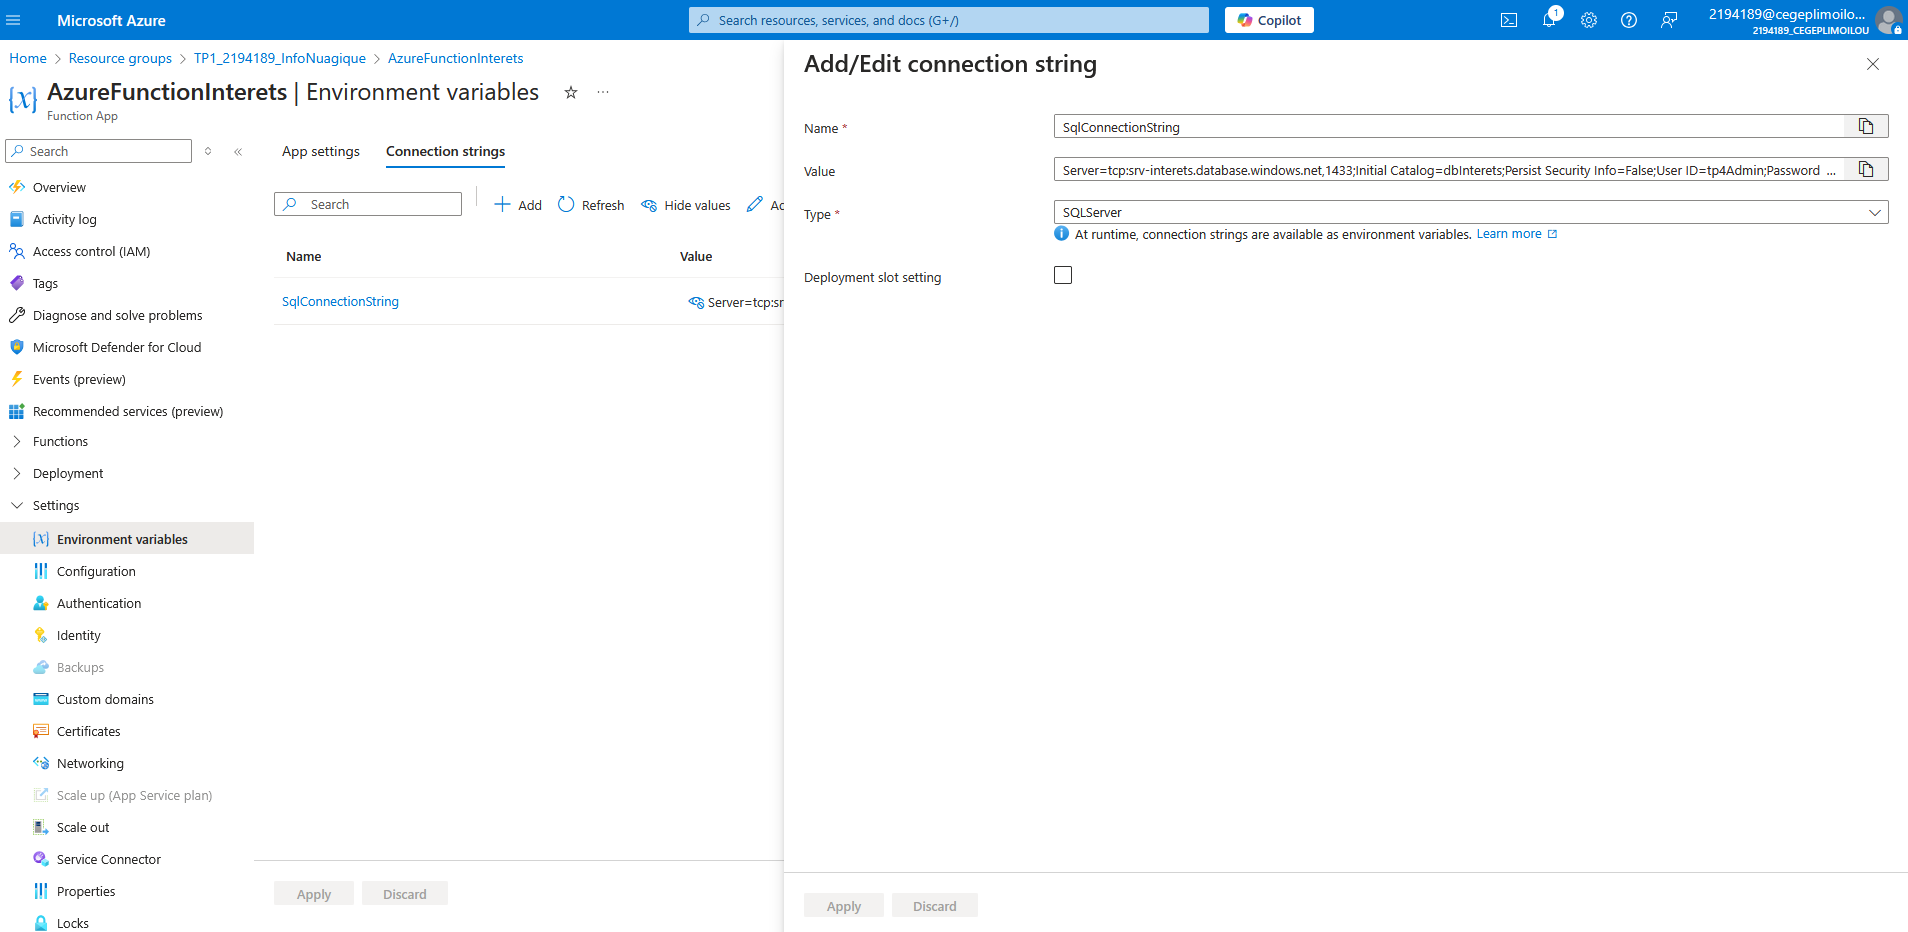 Microsoft Azure
Search resources, services, and docs (G+/)
Copilot
1
2194189@cegeplimoilou...
2194189_CEGEPLIMOILOU
Home > Resource groups > TP1_2194189_InfoNuagique > AzureFunctionInterets
AzureFunctionInterets | Environment variables
Function App
Search
Overview
Activity log
Access control (IAM)
Tags
Diagnose and solve problems
Microsoft Defender for Cloud
Events (preview)
Recommended services (preview)
Functions
Deployment
Settings
Environment variables
Configuration
Authentication
Identity
Backups
Custom domains
Certificates
Networking
Scale up (App Service plan)
Scale out
Service Connector
Properties
Locks
App settings
Connection strings
Search
Add
Refresh
Hide values
Ac
Name
Value
SqlConnectionString
Server=tcp:sr
Apply
Discard
Add/Edit connection string
Name *
SqlConnectionString
Value
Server=tcp:srv-interets.database.windows.net,1433;Initial Catalog=dbInterets;Persist Security Info=False;User ID=tp4Admin;Password ...
Type *
SQLServer
At runtime, connection strings are available as environment variables. Learn more
Deployment slot setting
Apply
Discard